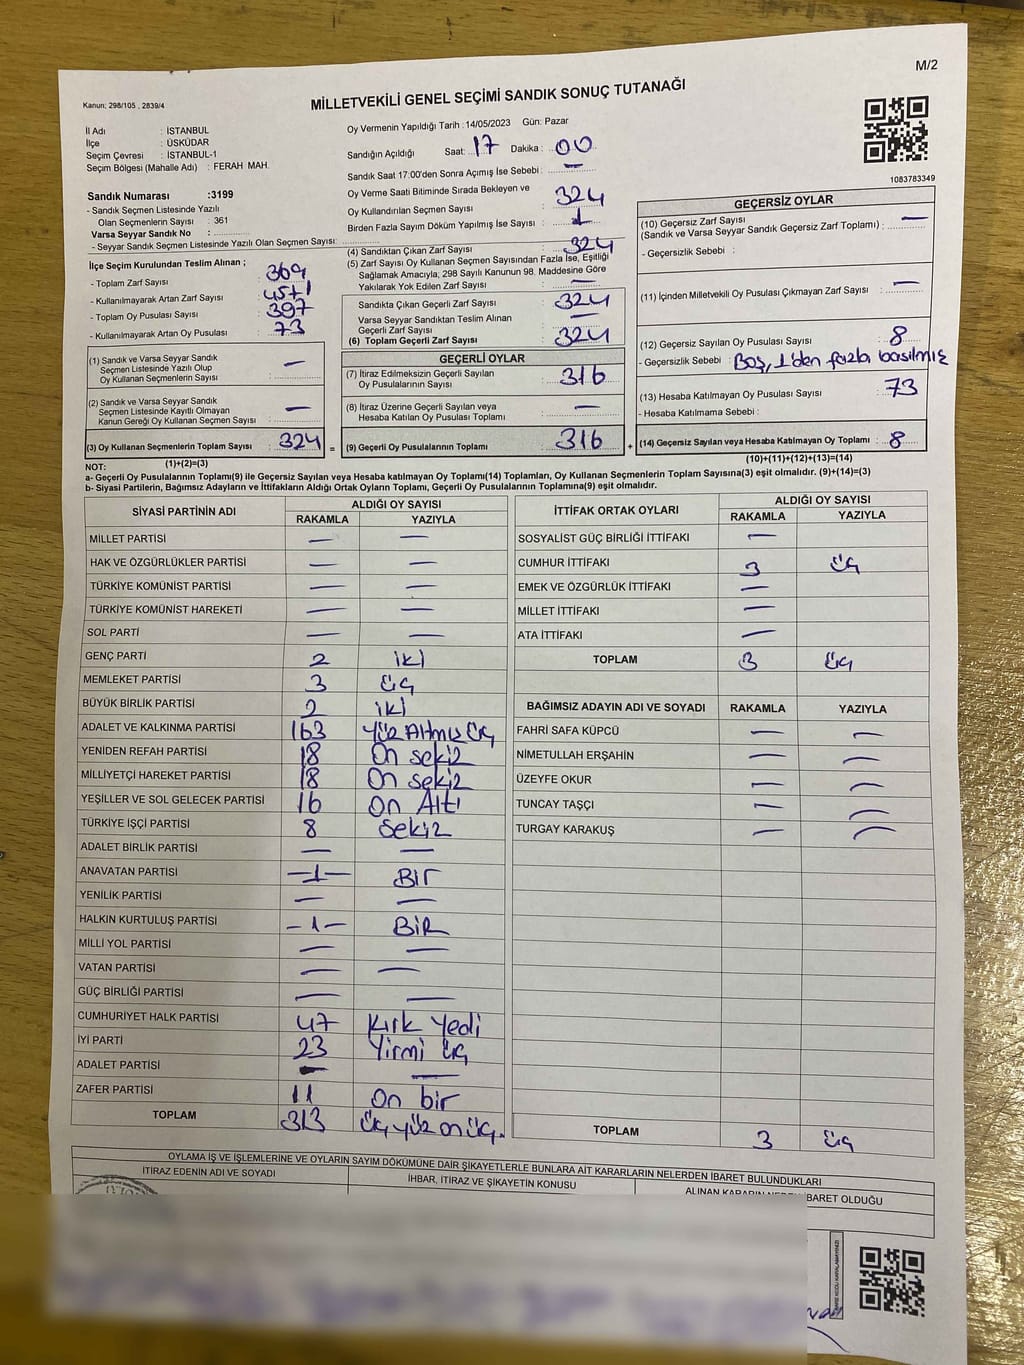 M/2
Kanun: 298/105 , 2839/4
MİLLETVEKİLİ GENEL SEÇİMİ SANDIK SONUÇ TUTANAĞI
İl Adı : İSTANBUL
İlçe : ÜSKÜDAR
Seçim Çevresi : İSTANBUL-1
Seçim Bölgesi (Mahalle Adı) : FERAH MAH.
Oy Vermenin Yapıldığı Tarih : 14/05/2023 Gün: Pazar
Sandığın Açıldığı Saat: 17 Dakika : 00
Sandık Saat 17:00'den Sonra Açımış İse Sebebi : —
1083783349
Sandık Numarası :3199
- Sandık Seçmen Listesinde Yazılı
Olan Seçmenlerin Sayısı : 361
Varsa Seyyar Sandık No :
- Seyyar Sandık Seçmen Listesinde Yazılı Olan Seçmen Sayısı:
Oy Verme Saati Bitiminde Sırada Bekleyen ve
Oy Kullandırılan Seçmen Sayısı : 324
Birden Fazla Sayım Döküm Yapılmış İse Sayısı : 1
İlçe Seçim Kurulundan Teslim Alınan ;
- Toplam Zarf Sayısı :
- Kullanılmayarak Artan Zarf Sayısı :
- Toplam Oy Pusulası Sayısı : 397
- Kullanılmayarak Artan Oy Pusulası : 73
(4) Sandıktan Çıkan Zarf Sayısı : 324
(5) Zarf Sayısı Oy Kullanan Seçmen Sayısından Fazla İse, Eşitliği
Sağlamak Amacıyla, 298 Sayılı Kanunun 98. Maddesine Göre
Yakılarak Yok Edilen Zarf Sayısı : —
Sandıkta Çıkan Geçerli Zarf Sayısı : 324
Varsa Seyyar Sandıktan Teslim Alınan
Geçerli Zarf Sayısı : —
(6) Toplam Geçerli Zarf Sayısı : 324
GEÇERSİZ OYLAR
(10) Geçersiz Zarf Sayısı
(Sandık ve Varsa Seyyar Sandık Geçersiz Zarf Toplamı) : —
- Geçersizlik Sebebi :
(11) İçinden Milletvekili Oy Pusulası Çıkmayan Zarf Sayısı : —
(12) Geçersiz Sayılan Oy Pusulası Sayısı : 8
- Geçersizlik Sebebi : Boş, 1'den fazla basılmış
(13) Hesaba Katılmayan Oy Pusulası Sayısı : 73
- Hesaba Katılmama Sebebi :
(14) Geçersiz Sayılan veya Hesaba Katılmayan Oy Toplamı : 8
(10)+(11)+(12)+(13)=(14)
(1) Sandık ve Varsa Seyyar Sandık
Seçmen Listesinde Yazılı Olup
Oy Kullanan Seçmenlerin Sayısı : —
(2) Sandık ve Varsa Seyyar Sandık
Seçmen Listesinde Kayıtlı Olmayan
Kanun Gereği Oy Kullanan Seçmen Sayısı : —
(3) Oy Kullanan Seçmenlerin Toplam Sayısı : 324 =
(1)+(2)=(3)
GEÇERLİ OYLAR
(7) İtiraz Edilmeksizin Geçerli Sayılan
Oy Pusulalarının Sayısı : 316
(8) İtiraz Üzerine Geçerli Sayılan veya
Hesaba Katılan Oy Pusulası Toplamı : —
(9) Geçerli Oy Pusulalarının Toplamı : 316 +
NOT:
a- Geçerli Oy Pusulalarının Toplamı(9) ile Geçersiz Sayılan veya Hesaba katılmayan Oy Toplamı(14) Toplamları, Oy Kullanan Seçmenlerin Toplam Sayısına(3) eşit olmalıdır. (9)+(14)=(3)
b- Siyasi Partilerin, Bağımsız Adayların ve İttifakların Aldığı Ortak Oyların Toplamı, Geçerli Oy Pusulalarının Toplamına(9) eşit olmalıdır.
SİYASİ PARTİNİN ADI ALDIĞI OY SAYISI
RAKAMLA YAZIYLA
MİLLET PARTİSİ — —
HAK VE ÖZGÜRLÜKLER PARTİSİ — —
TÜRKİYE KOMÜNİST PARTİSİ — —
TÜRKİYE KOMÜNİST HAREKETİ — —
SOL PARTİ — —
GENÇ PARTİ 2 iki
MEMLEKET PARTİSİ 3 üç
BÜYÜK BİRLİK PARTİSİ 2 iki
ADALET VE KALKINMA PARTİSİ 163 Yüz Altmış üç
YENİDEN REFAH PARTİSİ 18 On sekiz
MİLLİYETÇİ HAREKET PARTİSİ 18 On sekiz
YEŞİLLER VE SOL GELECEK PARTİSİ 16 On Altı
TÜRKİYE İŞÇİ PARTİSİ 8 Sekiz
ADALET BİRLİK PARTİSİ — —
ANAVATAN PARTİSİ —1— Bir
YENİLİK PARTİSİ — —
HALKIN KURTULUŞ PARTİSİ -1- BİR
MİLLİ YOL PARTİSİ — —
VATAN PARTİSİ — —
GÜÇ BİRLİĞİ PARTİSİ — —
CUMHURİYET HALK PARTİSİ 47 Kırk Yedi
İYİ PARTİ 23 Yirmi üç
ADALET PARTİSİ — —
ZAFER PARTİSİ 11 On bir
TOPLAM 313 üç yüz on üç.
İTTİFAK ORTAK OYLARI ALDIĞI OY SAYISI
RAKAMLA YAZIYLA
SOSYALİST GÜÇ BİRLİĞİ İTTİFAKI —
CUMHUR İTTİFAKI 3 üç
EMEK VE ÖZGÜRLÜK İTTİFAKI —
MİLLET İTTİFAKI —
ATA İTTİFAKI —
TOPLAM 3 üç
BAĞIMSIZ ADAYIN ADI VE SOYADI RAKAMLA YAZIYLA
FAHRİ SAFA KÜPCÜ — —
NİMETULLAH ERŞAHİN — —
ÜZEYFE OKUR — —
TUNCAY TAŞÇI — —
TURGAY KARAKUŞ — —
TOPLAM 3 üç
OYLAMA İŞ VE İŞLEMLERİNE VE OYLARIN SAYIM DÖKÜMÜNE DAİR ŞİKAYETLERLE BUNLARA AİT KARARLARIN NELERDEN İBARET BULUNDUKLARI
İTİRAZ EDENİN ADI VE SOYADI İHBAR, İTİRAZ VE ŞİKAYETİN KONUSU ALINAN KARARIN NEDEN İBARET OLDUĞU